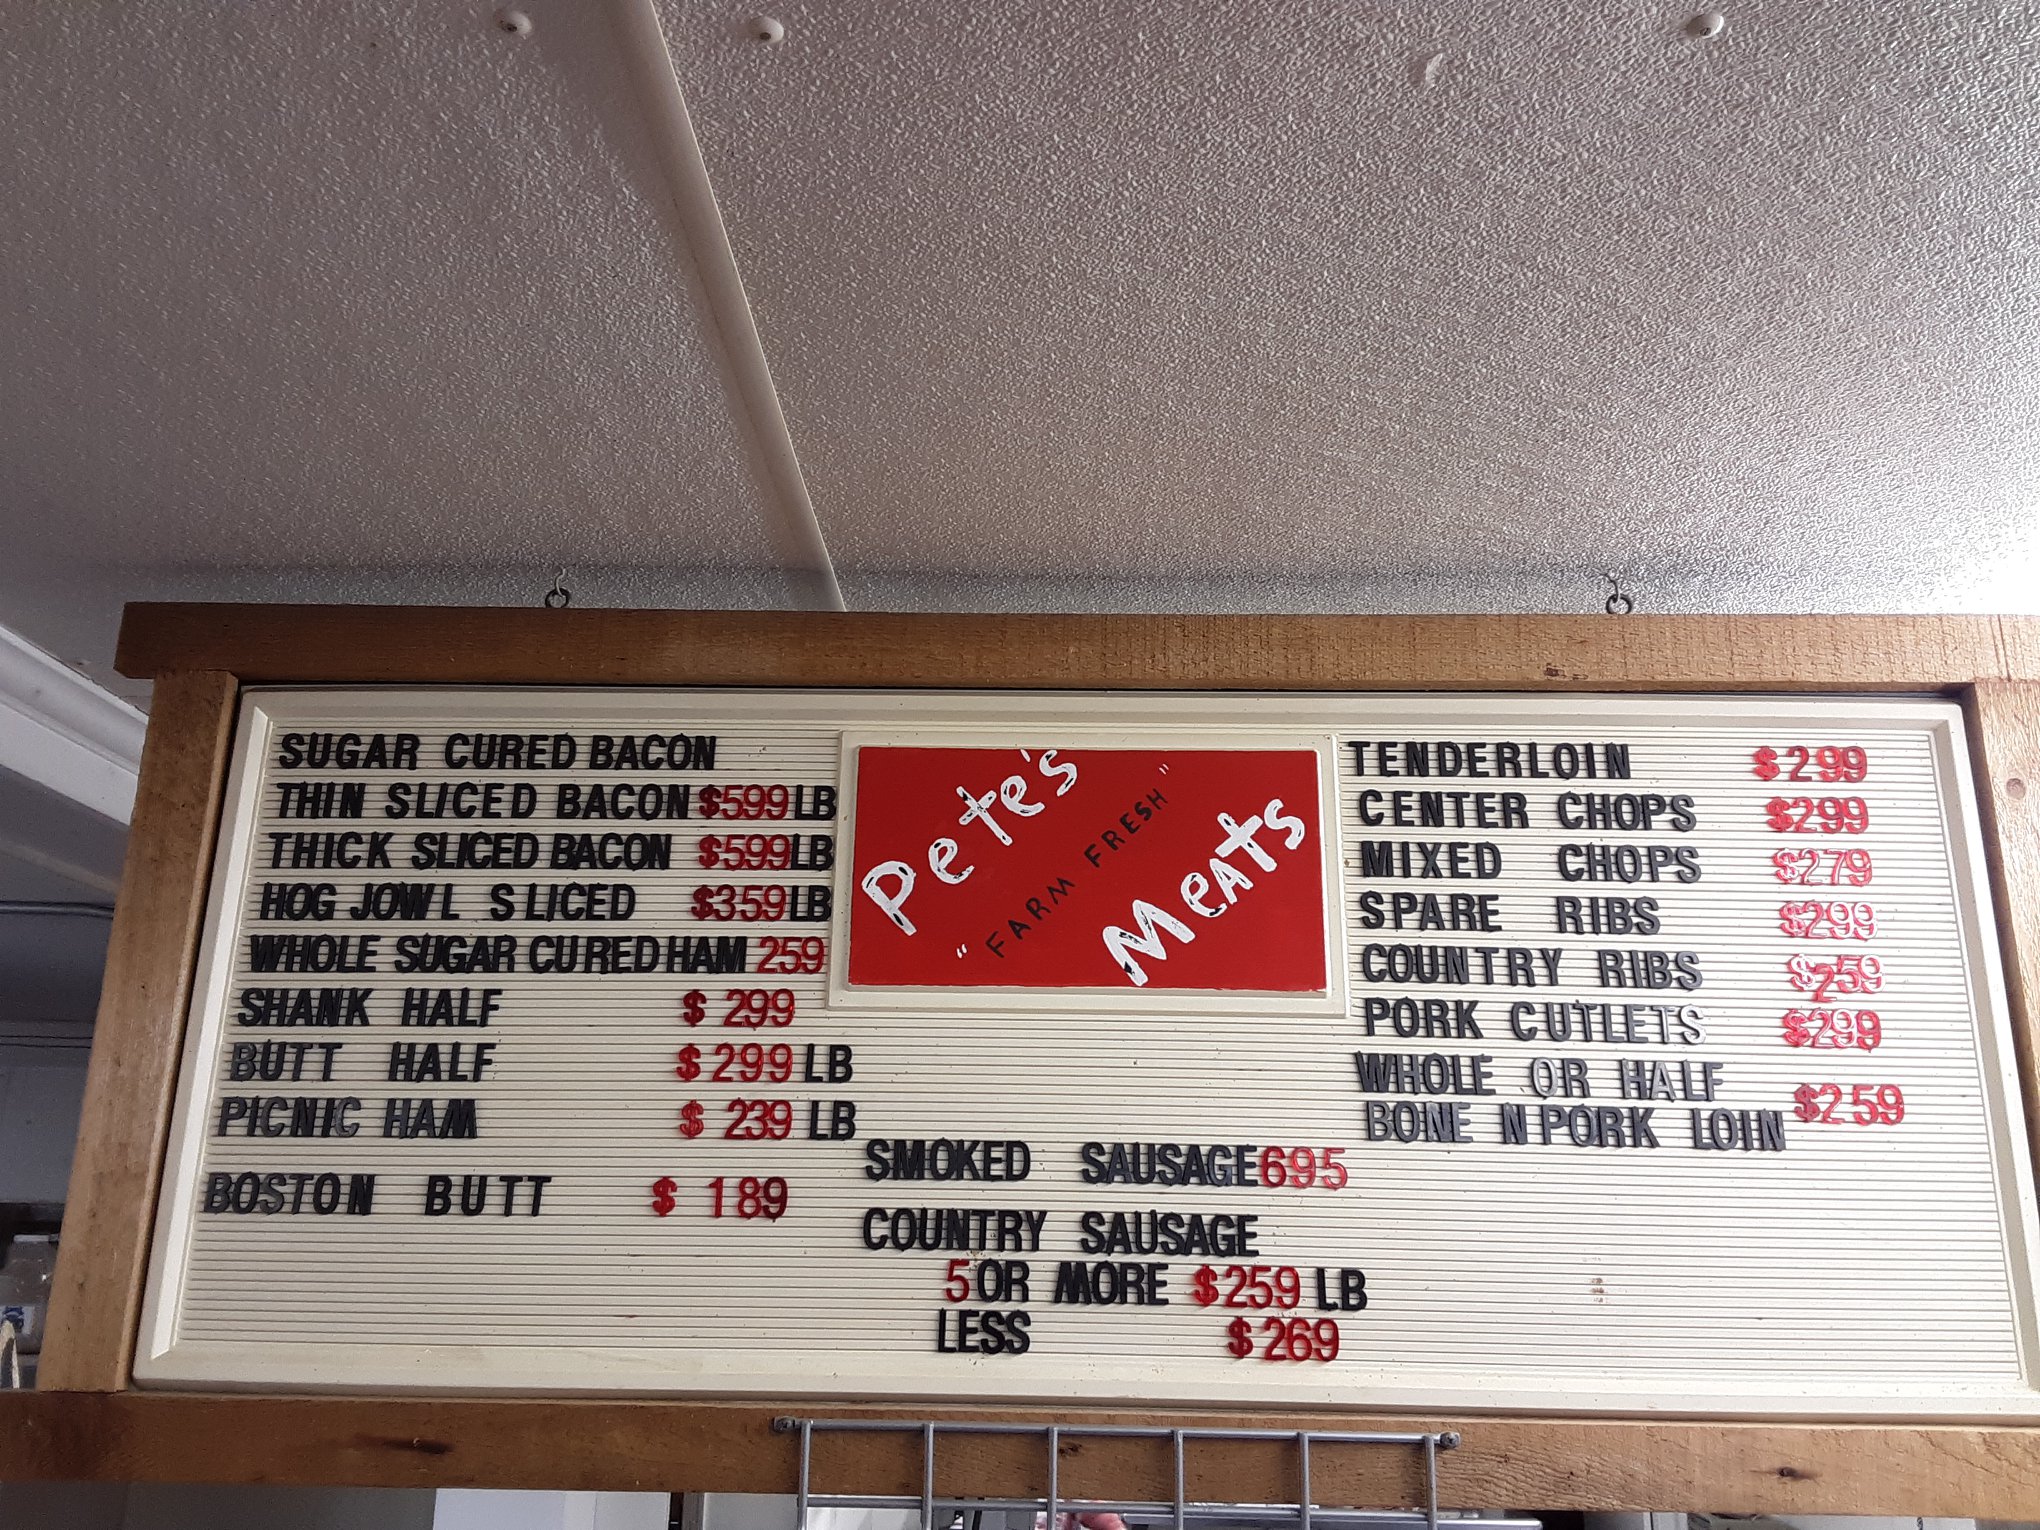 SUGAR CURED BACON
THIN SLICED BACON $599 LB
THICK SLICED BACON $599 LB
HOG JOWL SLICED $359 LB
WHOLE SUGAR CURED HAM 259
SHANK HALF $299
BUTT HALF $299 LB
PICNIC HAM $239 LB
BOSTON BUTT $189
Pete's
"FARM FRESH"
Meats
SMOKED SAUSAGE 695
COUNTRY SAUSAGE
5 OR MORE $259 LB
LESS $269
TENDERLOIN $299
CENTER CHOPS $299
MIXED CHOPS $279
SPARE RIBS $299
COUNTRY RIBS $259
PORK CUTLETS $299
WHOLE OR HALF
BONE N PORK LOIN $259